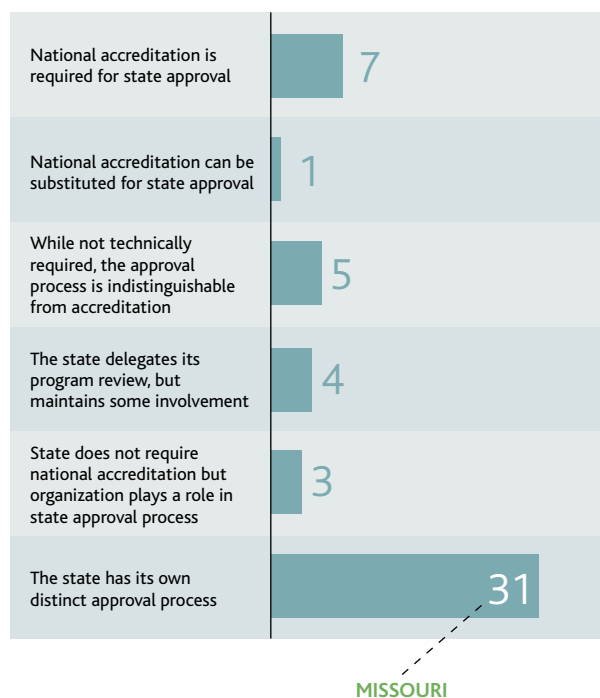 National accreditation is
required for state approval
7
National accreditation can be
substituted for state approval
1
While not technically
required, the approval
process is indistinguishable
from accreditation
5
The state delegates its
program review, but
maintains some involvement
4
State does not require
national accreditation but
organization plays a role in
state approval process
3
The state has its own
distinct approval process
31
MISSOURI